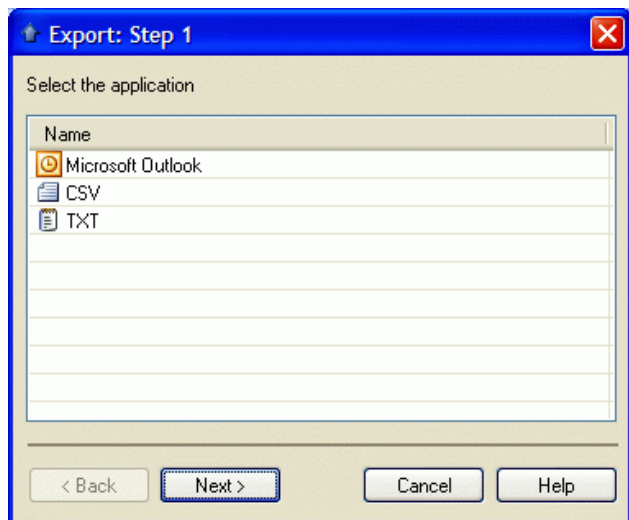 Export: Step 1
Select the application
Name
Microsoft Outlook
CSV
TXT
< Back Next > Cancel Help